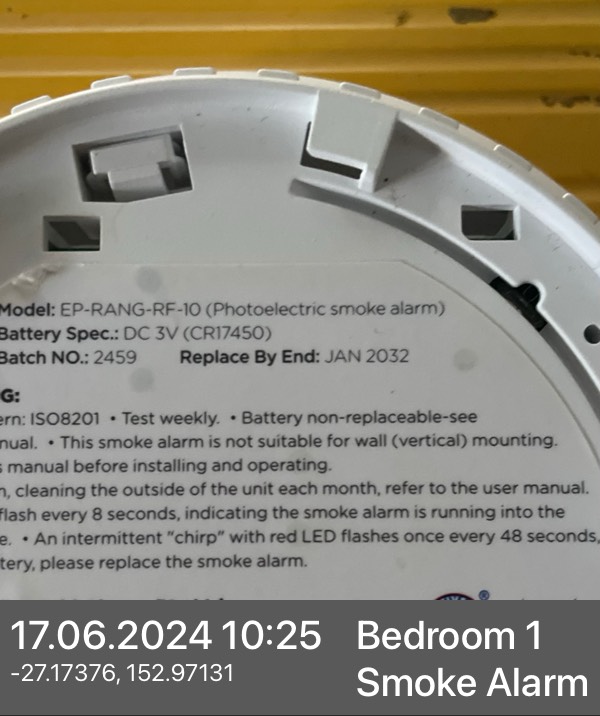 Model: EP-RANG-RF-10 (Photoelectric smoke alarm)
Battery Spec.: DC 3V (CR17450)
Batch NO.: 2459 Replace By End: JAN 2032
G:
ern: ISO8201 • Test weekly. • Battery non-replaceable-see
nual. • This smoke alarm is not suitable for wall (vertical) mounting.
s manual before installing and operating.
n, cleaning the outside of the unit each month, refer to the user manual.
flash every 8 seconds, indicating the smoke alarm is running into the
e. • An intermittent "chirp" with red LED flashes once every 48 seconds,
tery, please replace the smoke alarm.
17.06.2024 10:25
-27.17376, 152.97131
Bedroom 1
Smoke Alarm